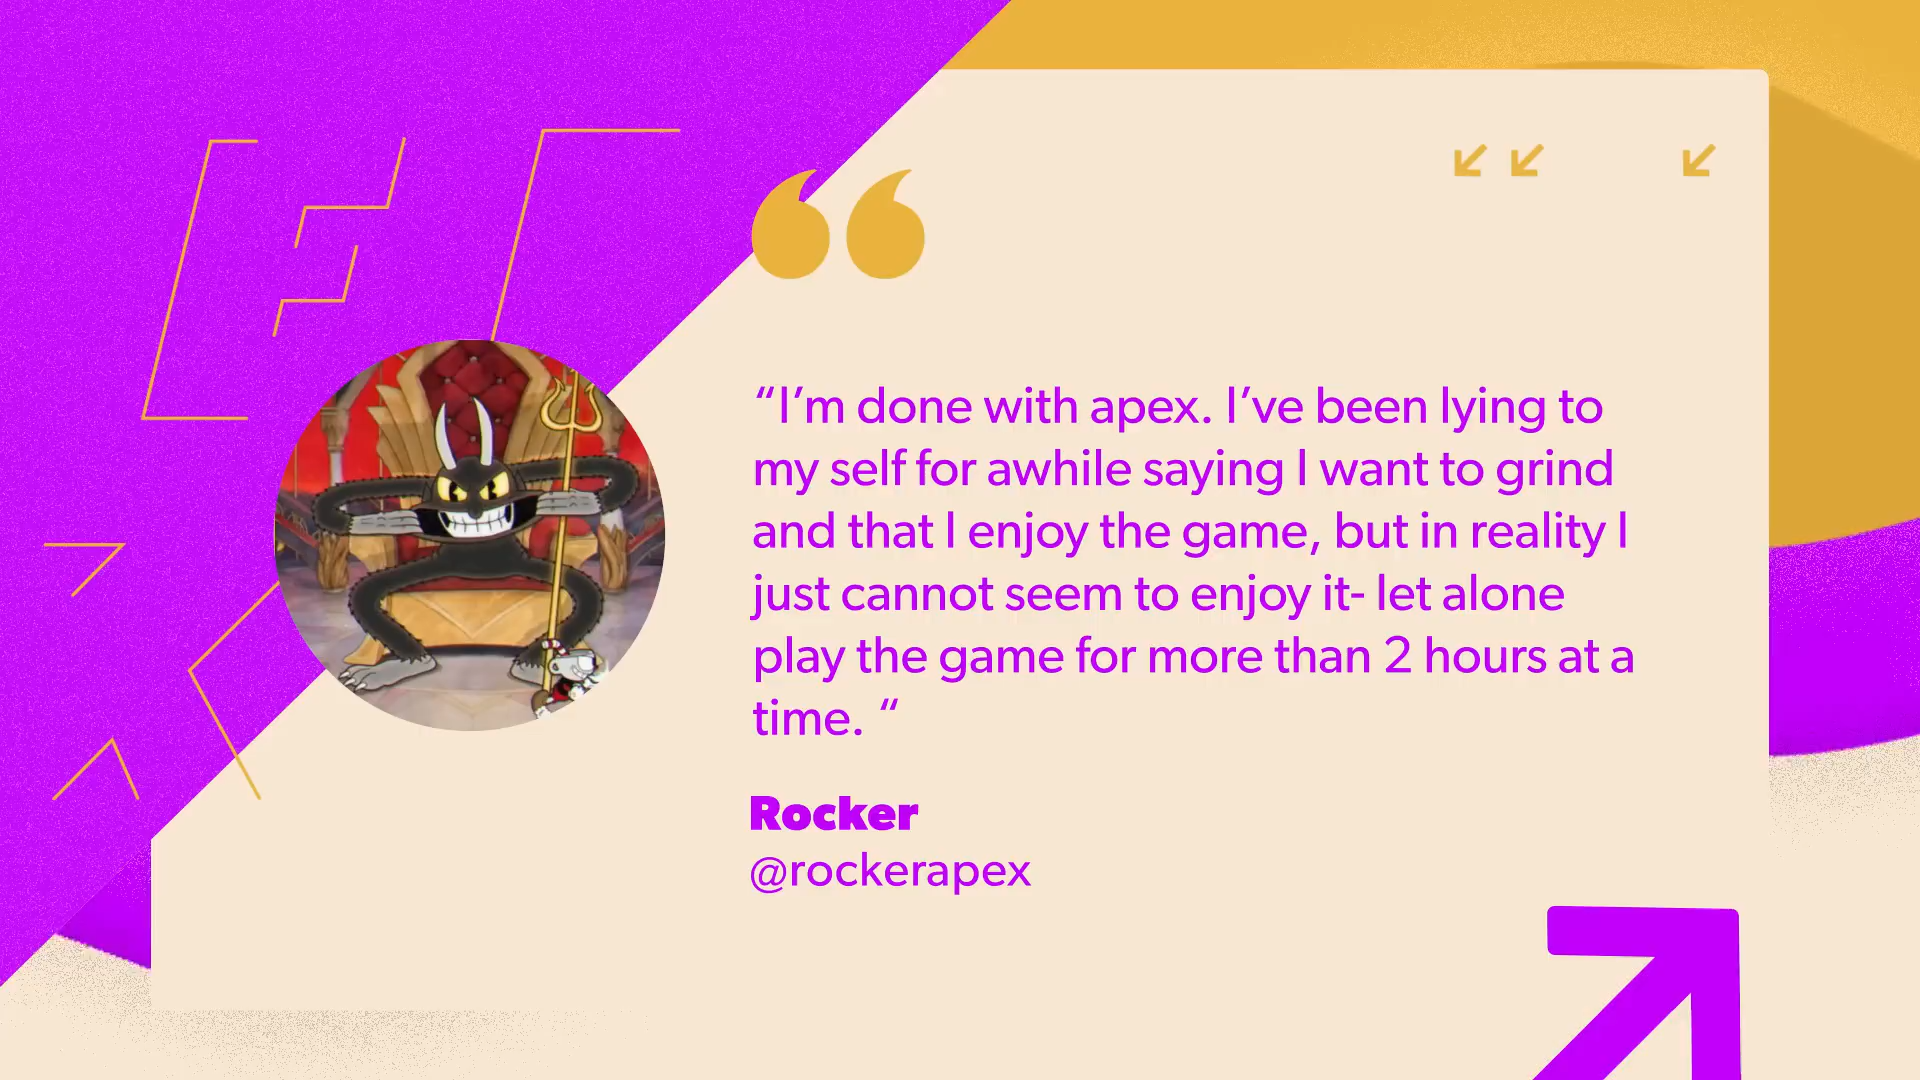 “I’m done with apex. I’ve been lying to
my self for awhile saying I want to grind
and that I enjoy the game, but in reality I
just cannot seem to enjoy it- let alone
play the game for more than 2 hours at a
time. “
Rocker
@rockerapex